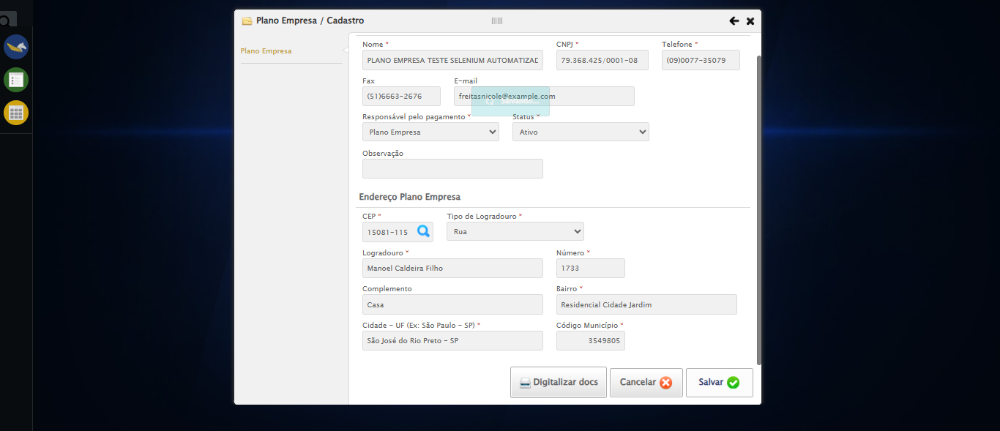 Plano Empresa / Cadastro
Plano Empresa
Nome * CNPJ * Telefone *
PLANO EMPRESA TESTE SELENIUM AUTOMATIZAD 79.368.425/0001-08 (09)0077-35079
Fax E-mail
(51)6663-2676 freitasnicole@example.com
Responsável pelo pagamento * Status *
Plano Empresa Ativo
Observação
Endereço Plano Empresa
CEP * Tipo de Logradouro *
15081-115 Rua
Logradouro * Número *
Manoel Caldeira Filho 1733
Complemento Bairro *
Casa Residencial Cidade Jardim
Cidade - UF (Ex: São Paulo - SP) * Código Município *
São José do Rio Preto - SP 3549805
Digitalizar docs Cancelar Salvar